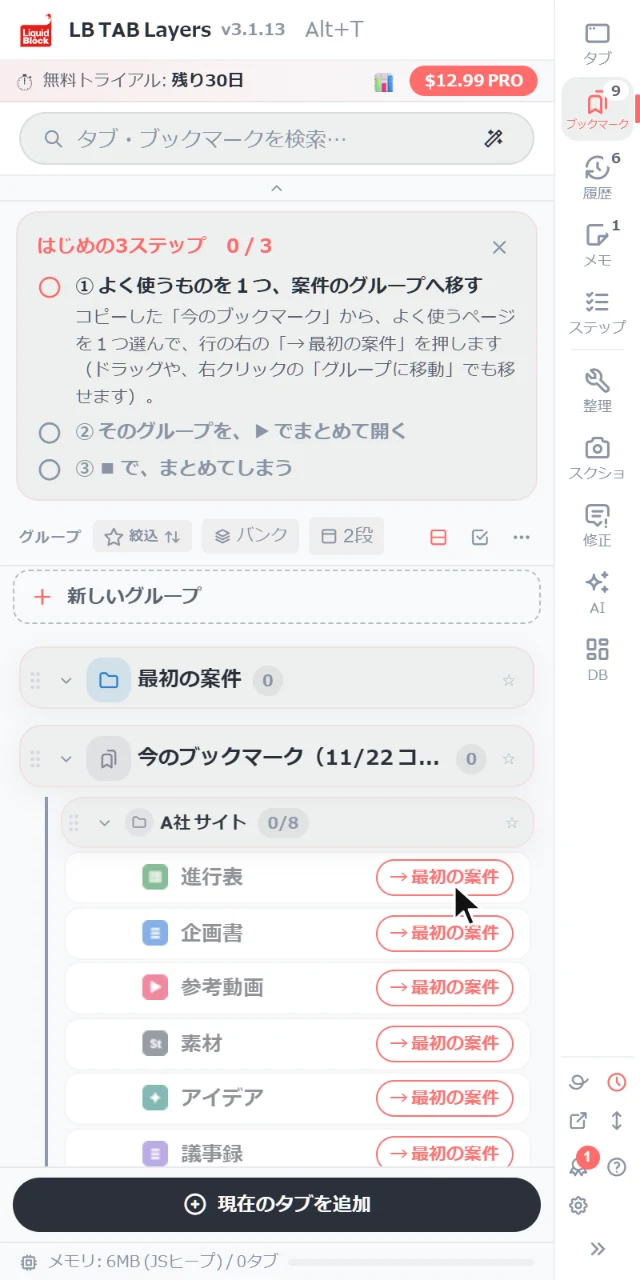 Liquid Block
LB TAB Layers v3.1.13 Alt+T
無料トライアル: 残り30日
$12.99 PRO
タブ・ブックマークを検索…
はじめの3ステップ 0 / 3
① よく使うものを1つ、案件のグループへ移す
コピーした「今のブックマーク」から、よく使うページ
を1つ選んで、行の右の「→ 最初の案件」を押します
(ドラッグや、右クリックの「グループに移動」でも移
せます)。
② そのグループを、▶ でまとめて開く
③ ■ で、まとめてしまう
グループ 絞込 バンク 2段
+ 新しいグループ
最初の案件 0
今のブックマーク(11/22 コ... 0
A社 サイト 0/8
進行表 → 最初の案件
企画書 → 最初の案件
参考動画 → 最初の案件
St 素材 → 最初の案件
アイデア → 最初の案件
議事録 → 最初の案件
現在のタブを追加
メモリ: 6MB (JSヒープ) / 0タブ
タブ
9
ブックマーク
6
履歴
1
メモ
ステップ
整理
スクショ
修正
AI
DB
1